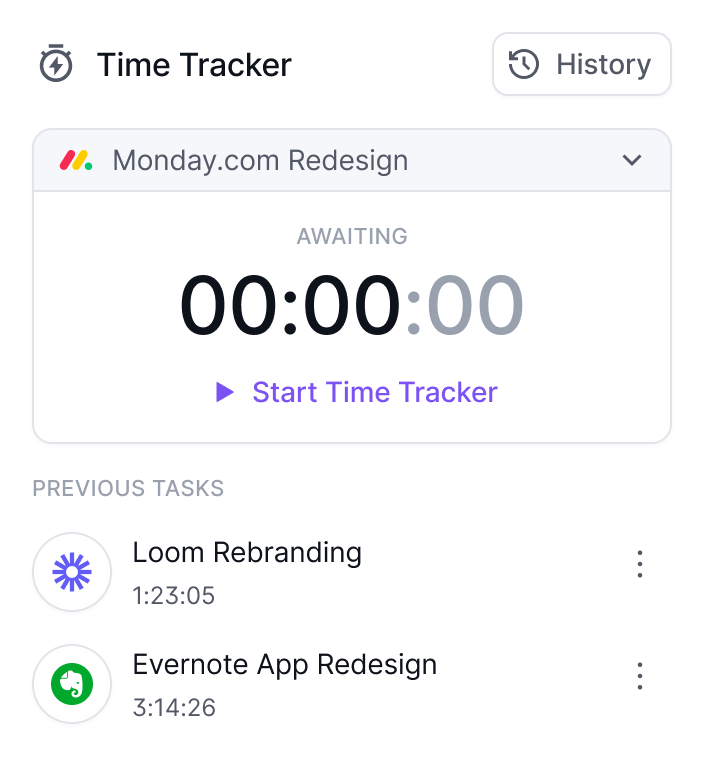 Time Tracker
History
Monday.com Redesign
AWAITING
00:00:00
Start Time Tracker
PREVIOUS TASKS
Loom Rebranding
1:23:05
Evernote App Redesign
3:14:26